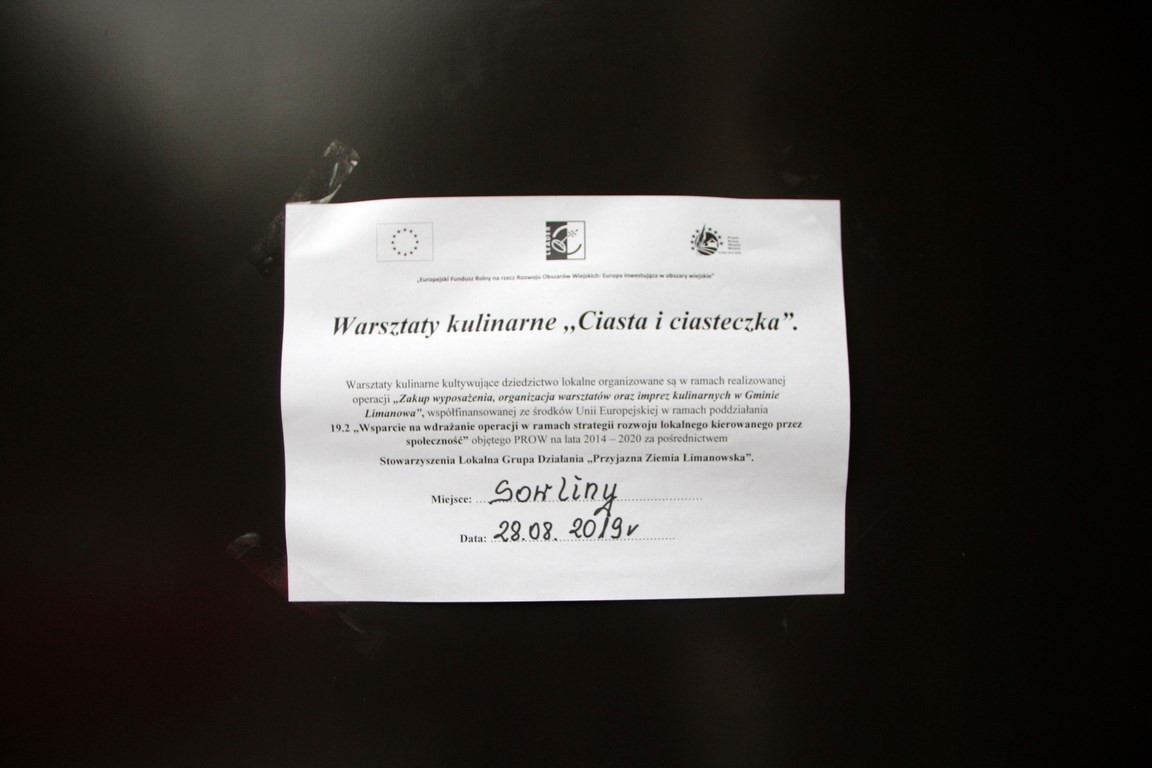 LEADER
„Europejski Fundusz Rolny na rzecz Rozwoju Obszarów Wiejskich: Europa inwestująca w obszary wiejskie"
Warsztaty kulinarne „Ciasta i ciasteczka”.
Warsztaty kulinarne kultywujące dziedzictwo lokalne organizowane są w ramach realizowanej
operacji „Zakup wyposażenia, organizacja warsztatów oraz imprez kulinarnych w Gminie
Limanowa”, współfinansowanej ze środków Unii Europejskiej w ramach poddziałania
19.2 „Wsparcie na wdrażanie operacji w ramach strategii rozwoju lokalnego kierowanego przez
społeczność” objętego PROW na lata 2014 – 2020 za pośrednictwem
Stowarzyszenia Lokalna Grupa Działania „Przyjazna Ziemia Limanowska”.
Miejsce: Sowliny
Data: 28.08.2019r